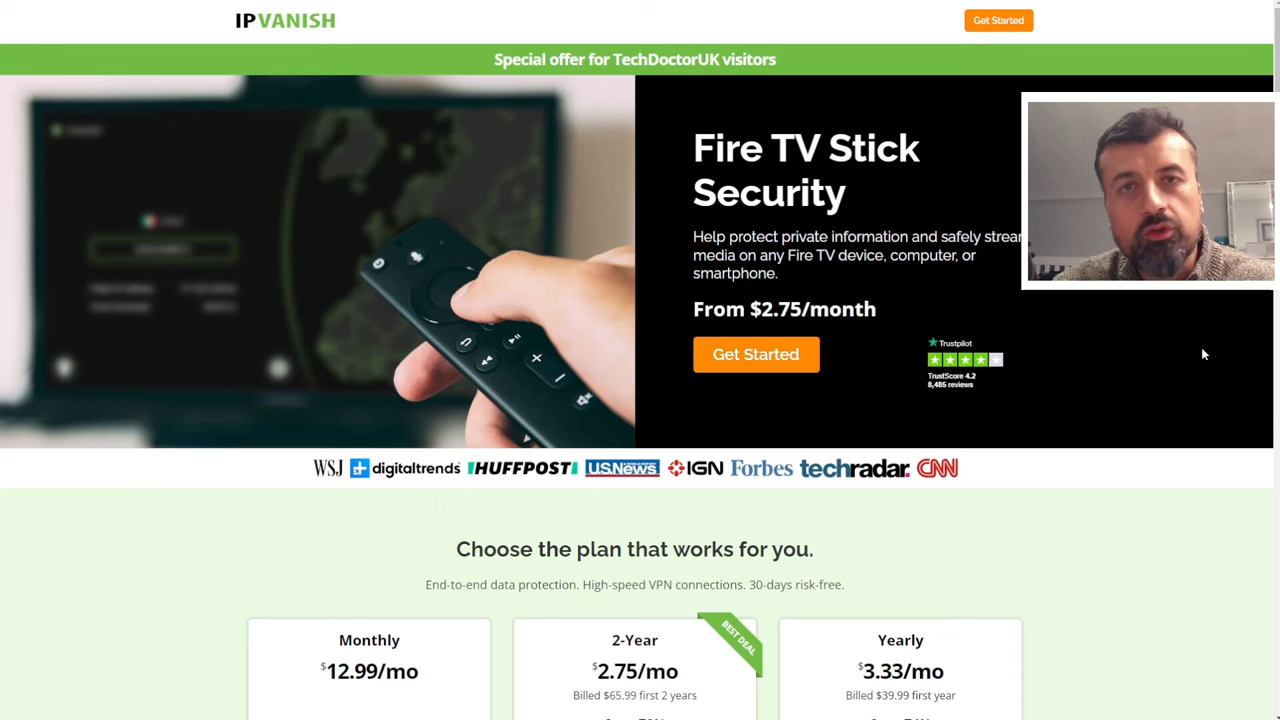 IPVANISH
Get Started
Special offer for TechDoctorUK visitors
Fire TV Stick
Security
Help protect private information and safely strea
media on any Fire TV device, computer, or
smartphone.
From $2.75/month
Get Started
Trustpilot
TrustScore 4.2
8,485 reviews
WSJ digitaltrends HUFFPOST U.S.News IGN Forbes techradar. CNN
Choose the plan that works for you.
End-to-end data protection. High-speed VPN connections. 30-days risk-free.
Monthly
$12.99/mo
2-Year
BEST DEAL
$2.75/mo
Billed $65.99 first 2 years
Yearly
$3.33/mo
Billed $39.99 first year